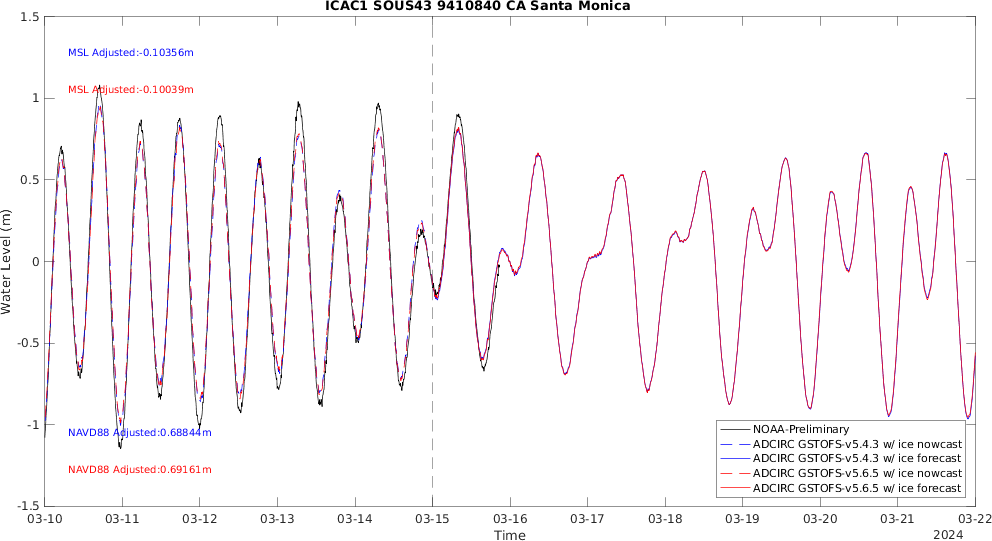 ICAC1 SOUS43 9410840 CA Santa Monica
1.5
1
0.5
0
-0.5
-1
-1.5
Water Level (m)
MSL Adjusted:-0.10356m
MSL Adjusted:-0.10039m
NAVD88 Adjusted:0.68844m
NAVD88 Adjusted:0.69161m
NOAA-Preliminary
ADCIRC GSTOFS-v5.4.3 w/ ice nowcast
ADCIRC GSTOFS-v5.4.3 w/ ice forecast
ADCIRC GSTOFS-v5.6.5 w/ ice nowcast
ADCIRC GSTOFS-v5.6.5 w/ ice forecast
03-10 03-11 03-12 03-13 03-14 03-15 03-16 03-17 03-18 03-19 03-20 03-21 03-22
Time
2024